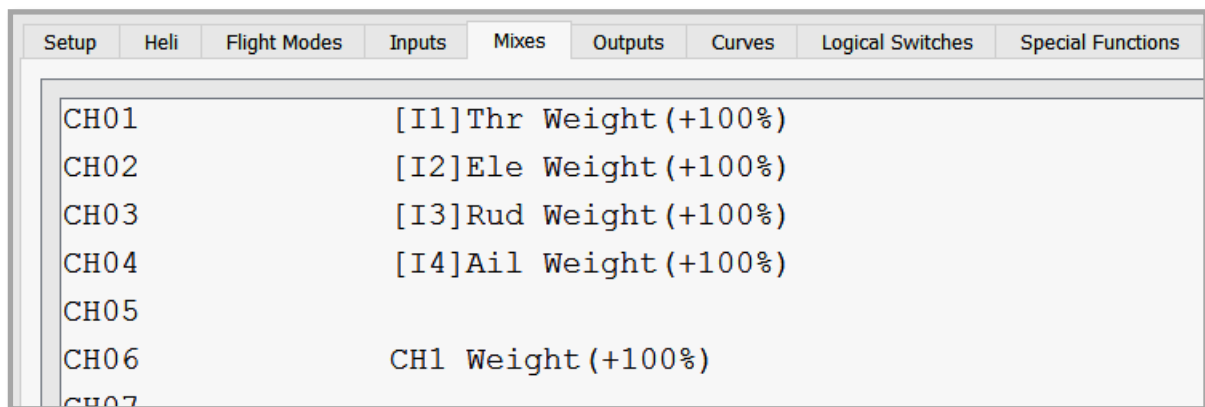 Setup Heli Flight Modes Inputs Mixes Outputs Curves Logical Switches Special Functions
CH01 [I1]Thr Weight(+100%)
CH02 [I2]Ele Weight(+100%)
CH03 [I3]Rud Weight(+100%)
CH04 [I4]Ail Weight(+100%)
CH05
CH06 CH1 Weight(+100%)
CH07